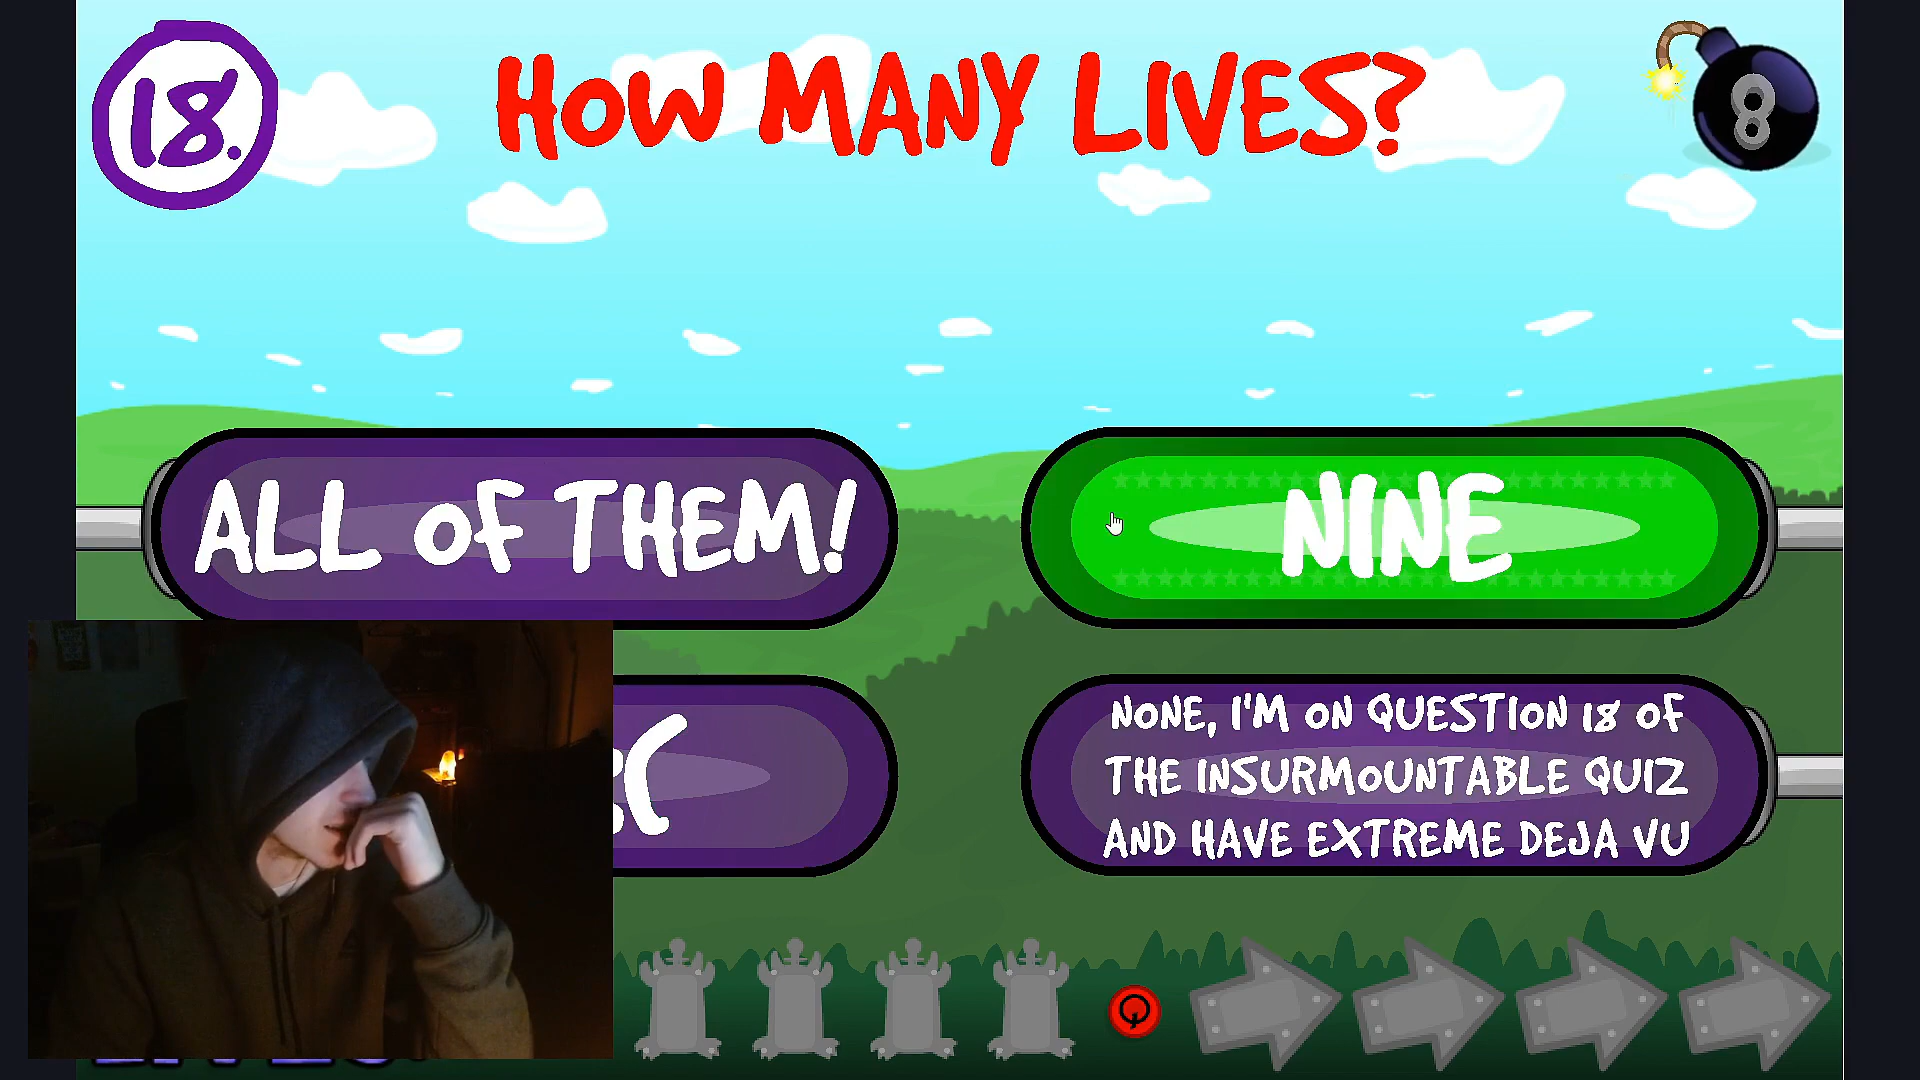 18.
HOW MANY LIVES?
8
ALL OF THEM!
NINE
NONE, I'M ON QUESTION 18 OF
THE INSURMOUNTABLE QUIZ
AND HAVE EXTREME DEJA VU